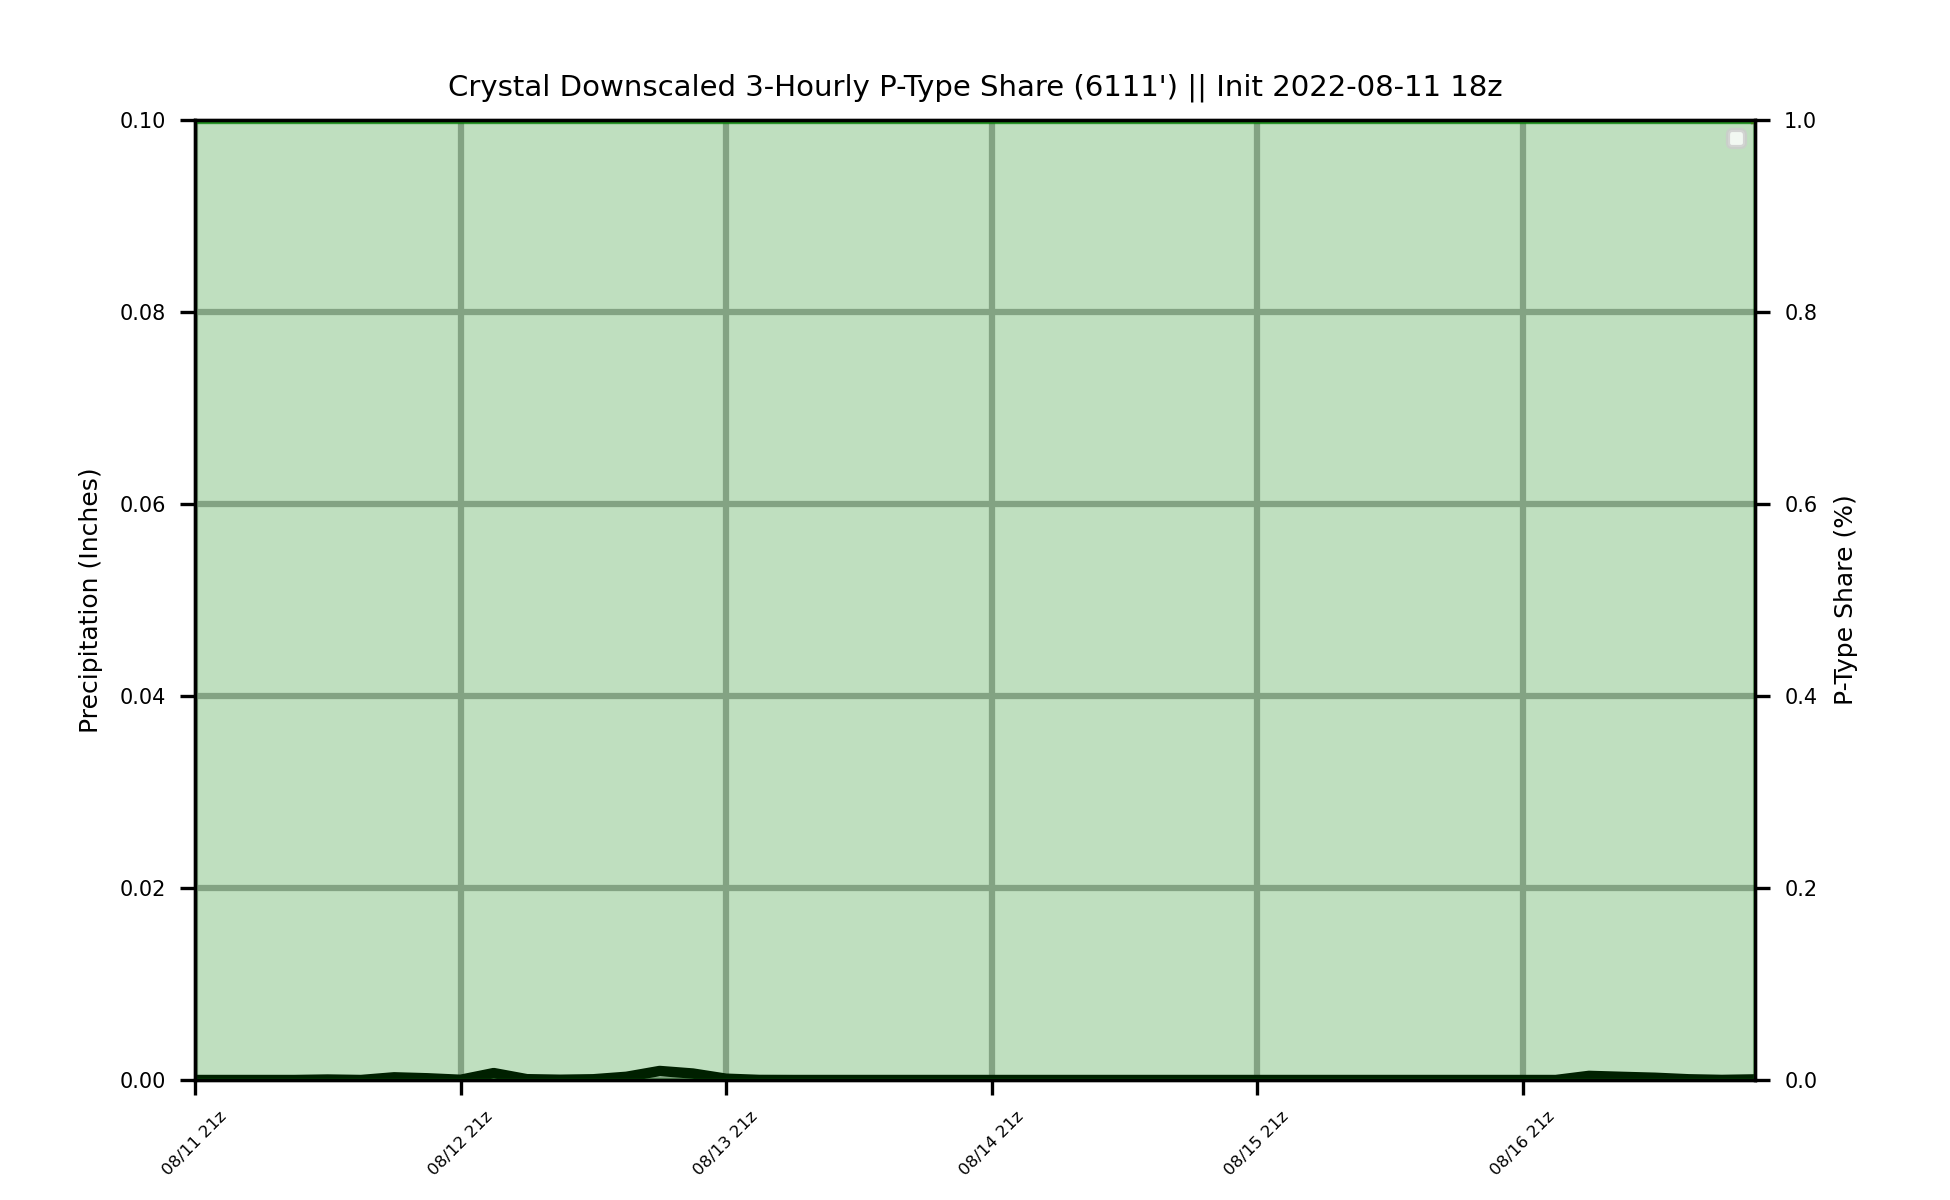 Crystal Downscaled 3-Hourly P-Type Share (6111') || Init 2022-08-11 18z
Precipitation (Inches)
0.10
0.08
0.06
0.04
0.02
0.00
1.0
0.8
0.6
0.4
0.2
0.0
P-Type Share (%)
08/11 21z
08/12 21z
08/13 21z
08/14 21z
08/15 21z
08/16 21z